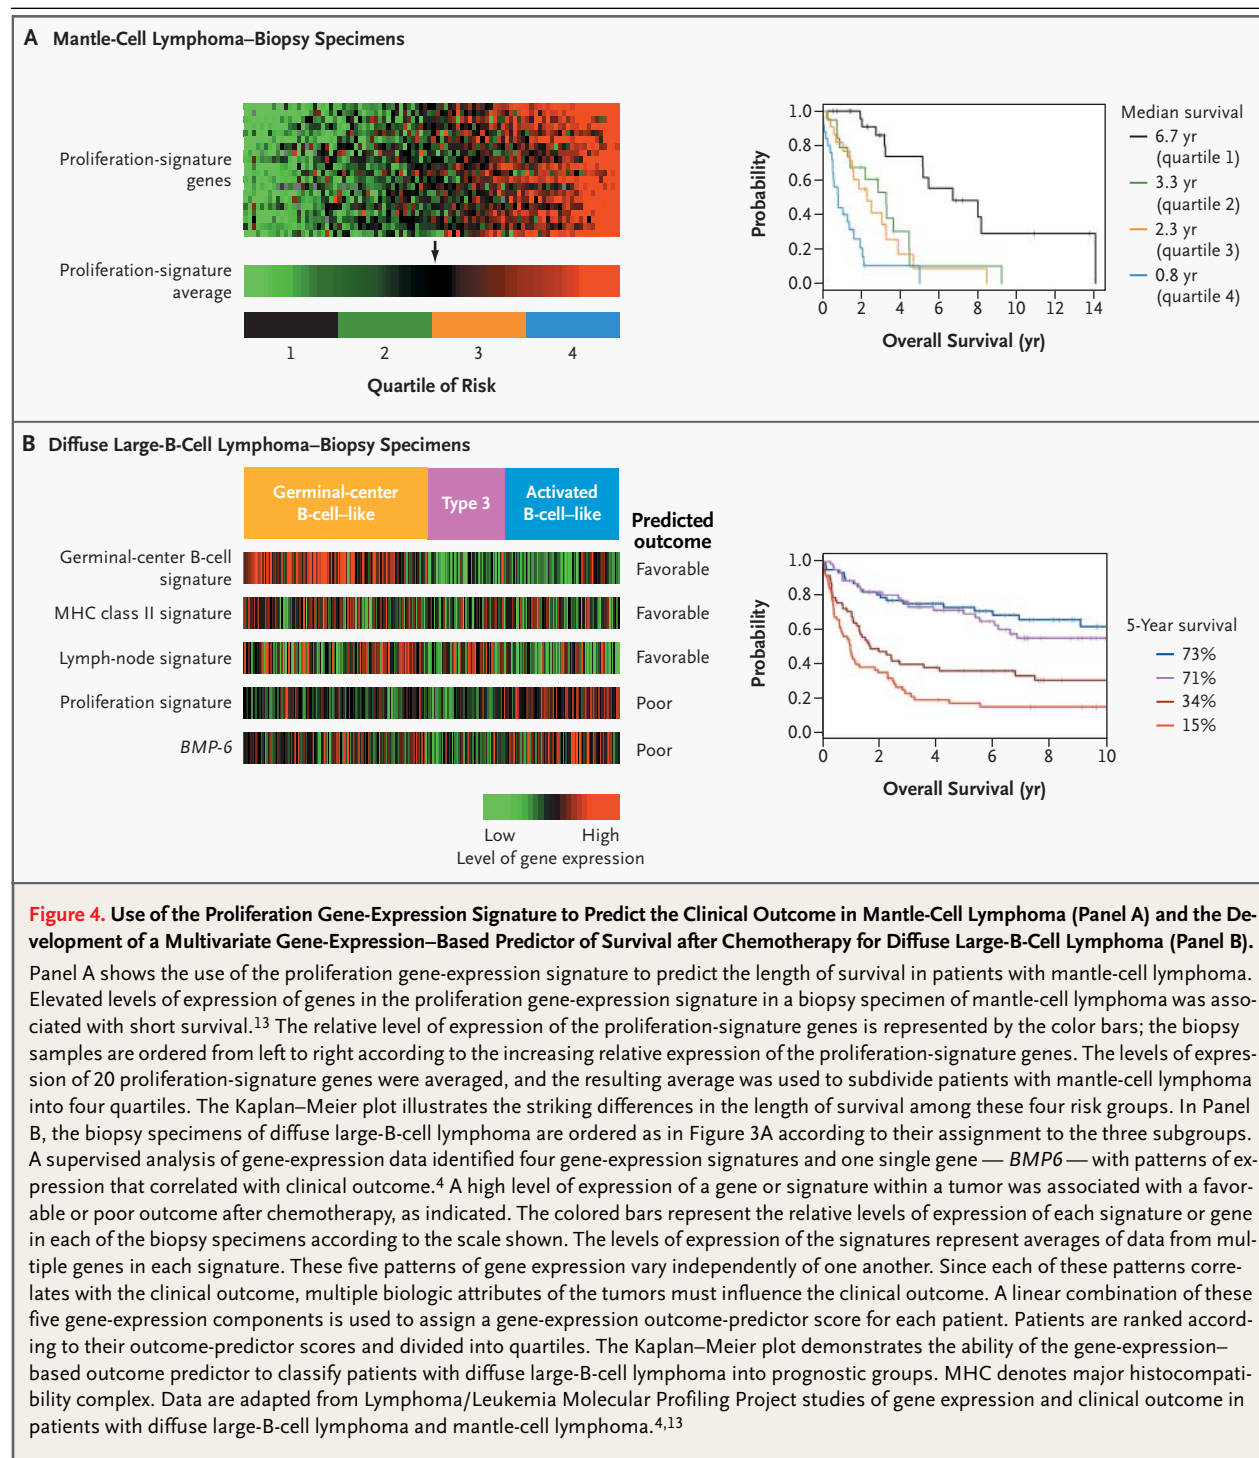 A Mantle-Cell Lymphoma–Biopsy Specimens
Proliferation-signature
genes
Proliferation-signature
average
1 2 3 4
Quartile of Risk
1.0
0.8
0.6
0.4
0.2
0.0
Probability
0 2 4 6 8 10 12 14
Overall Survival (yr)
Median survival
6.7 yr
(quartile 1)
3.3 yr
(quartile 2)
2.3 yr
(quartile 3)
0.8 yr
(quartile 4)
B Diffuse Large-B-Cell Lymphoma–Biopsy Specimens
Germinal-center
B-cell–like
Type 3
Activated
B-cell–like
Predicted
outcome
Germinal-center B-cell
signature
Favorable
MHC class II signature
Favorable
Lymph-node signature
Favorable
Proliferation signature
Poor
BMP-6
Poor
Low High
Level of gene expression
1.0
0.8
0.6
0.4
0.2
0.0
Probability
0 2 4 6 8 10
Overall Survival (yr)
5-Year survival
73%
71%
34%
15%
Figure 4. Use of the Proliferation Gene-Expression Signature to Predict the Clinical Outcome in Mantle-Cell Lymphoma (Panel A) and the De-
velopment of a Multivariate Gene-Expression–Based Predictor of Survival after Chemotherapy for Diffuse Large-B-Cell Lymphoma (Panel B).
Panel A shows the use of the proliferation gene-expression signature to predict the length of survival in patients with mantle-cell lymphoma.
Elevated levels of expression of genes in the proliferation gene-expression signature in a biopsy specimen of mantle-cell lymphoma was asso-
ciated with short survival.13 The relative level of expression of the proliferation-signature genes is represented by the color bars; the biopsy
samples are ordered from left to right according to the increasing relative expression of the proliferation-signature genes. The levels of expres-
sion of 20 proliferation-signature genes were averaged, and the resulting average was used to subdivide patients with mantle-cell lymphoma
into four quartiles. The Kaplan–Meier plot illustrates the striking differences in the length of survival among these four risk groups. In Panel
B, the biopsy specimens of diffuse large-B-cell lymphoma are ordered as in Figure 3A according to their assignment to the three subgroups.
A supervised analysis of gene-expression data identified four gene-expression signatures and one single gene — BMP6 — with patterns of ex-
pression that correlated with clinical outcome.4 A high level of expression of a gene or signature within a tumor was associated with a favor-
able or poor outcome after chemotherapy, as indicated. The colored bars represent the relative levels of expression of each signature or gene
in each of the biopsy specimens according to the scale shown. The levels of expression of the signatures represent averages of data from mul-
tiple genes in each signature. These five patterns of gene expression vary independently of one another. Since each of these patterns corre-
lates with the clinical outcome, multiple biologic attributes of the tumors must influence the clinical outcome. A linear combination of these
five gene-expression components is used to assign a gene-expression outcome-predictor score for each patient. Patients are ranked accord-
ing to their outcome-predictor scores and divided into quartiles. The Kaplan–Meier plot demonstrates the ability of the gene-expression–
based outcome predictor to classify patients with diffuse large-B-cell lymphoma into prognostic groups. MHC denotes major histocompati-
bility complex. Data are adapted from Lymphoma/Leukemia Molecular Profiling Project studies of gene expression and clinical outcome in
patients with diffuse large-B-cell lymphoma and mantle-cell lymphoma.4,13